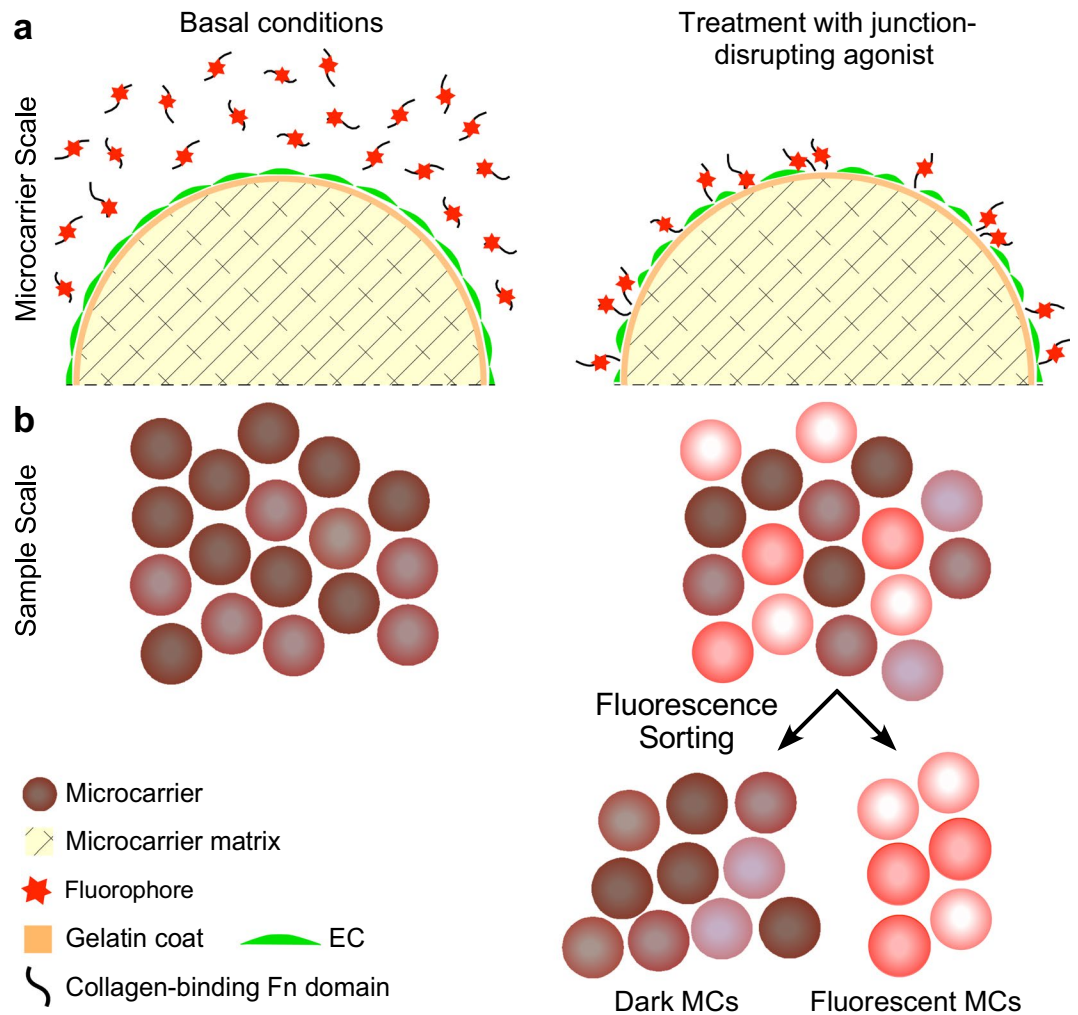 a
Basal conditions
Treatment with junction-
disrupting agonist
Microcarrier Scale
b
Sample Scale
Fluorescence
Sorting
Microcarrier
Microcarrier matrix
Fluorophore
Gelatin coat
EC
Collagen-binding Fn domain
Dark MCs
Fluorescent MCs